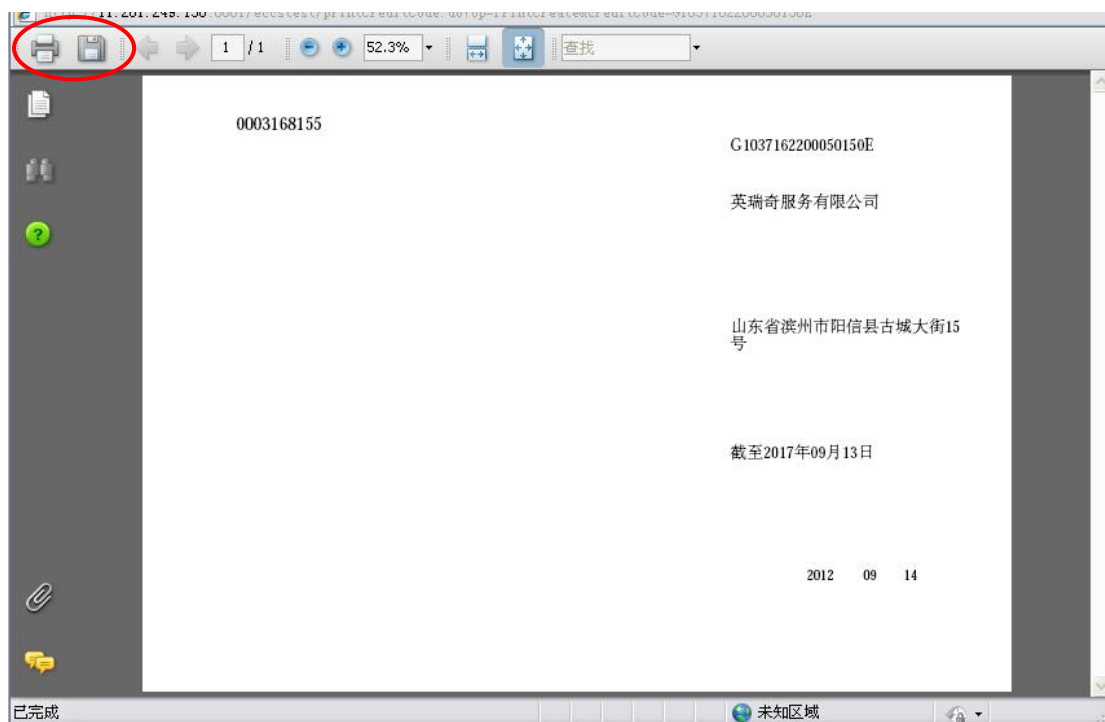 1 / 1
52.3%
查找
0003168155
G1037162200050150E
英瑞奇服务有限公司
山东省滨州市阳信县古城大街15
号
截至2017年09月13日
2012 09 14
已完成
未知区域